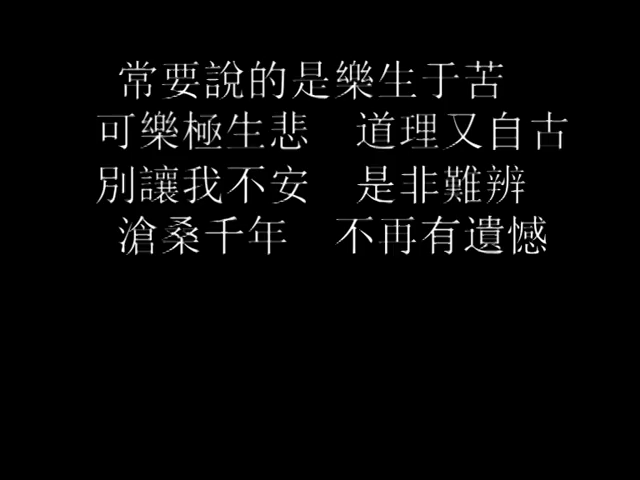 常要說的是樂生于苦
可樂極生悲　道理又自古
別讓我不安　是非難辨
滄桑千年　不再有遺憾